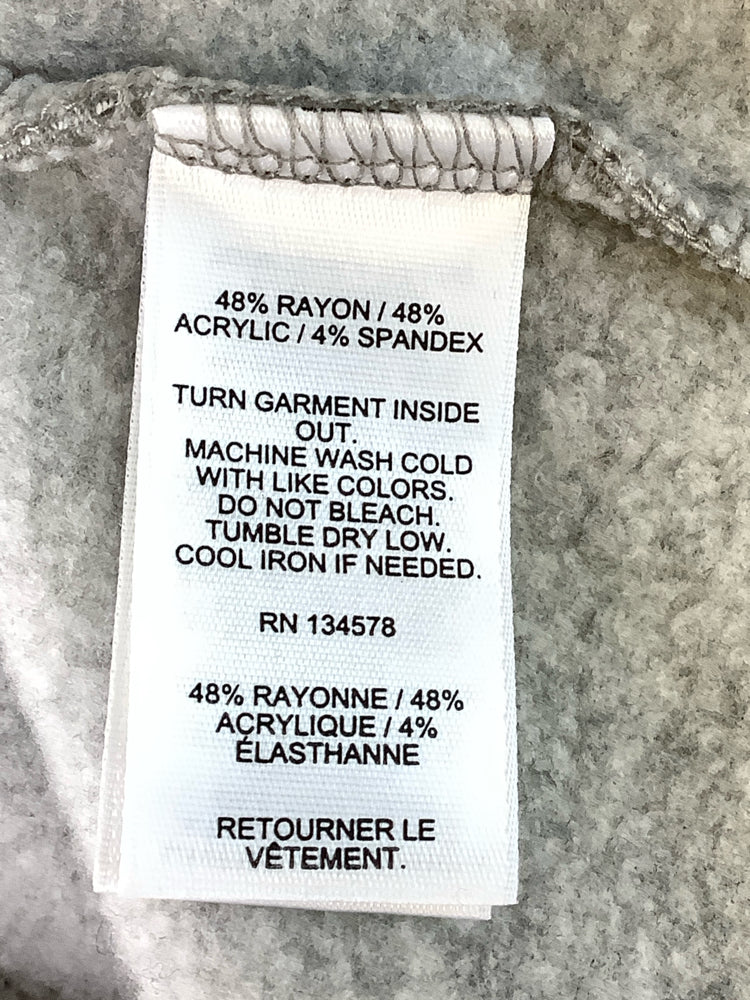 48% RAYON / 48%
ACRYLIC / 4% SPANDEX
TURN GARMENT INSIDE
OUT.
MACHINE WASH COLD
WITH LIKE COLORS.
DO NOT BLEACH.
TUMBLE DRY LOW.
COOL IRON IF NEEDED.
RN 134578
48% RAYONNE / 48%
ACRYLIQUE / 4%
ÉLASTHANNE
RETOURNER LE
VÊTEMENT.